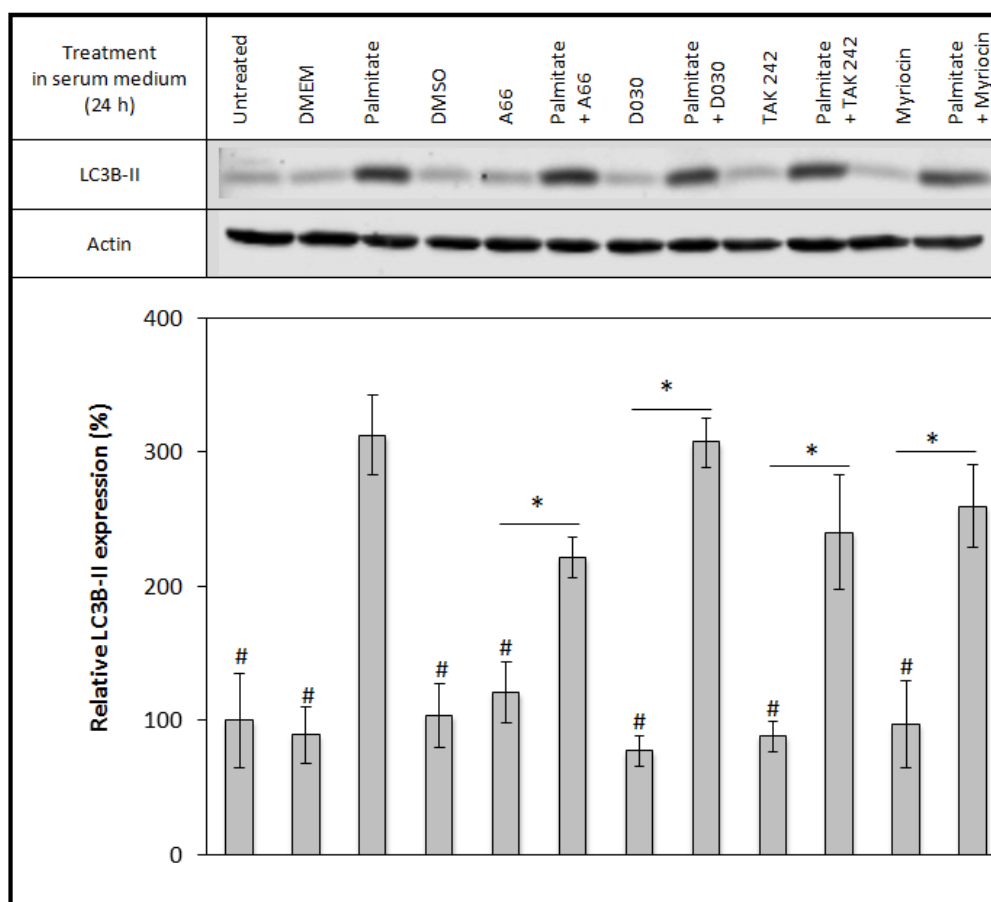 Treatment
in serum medium
(24 h)
Untreated
DMEM
Palmitate
DMSO
A66
Palmitate
+ A66
D030
Palmitate
+ D030
TAK 242
Palmitate
+ TAK 242
Myriocin
Palmitate
+ Myriocin
LC3B-II
Actin
Relative LC3B-II expression (%)
400
300
200
100
0
#
#
#
#
*
#
*
#
*
#
*